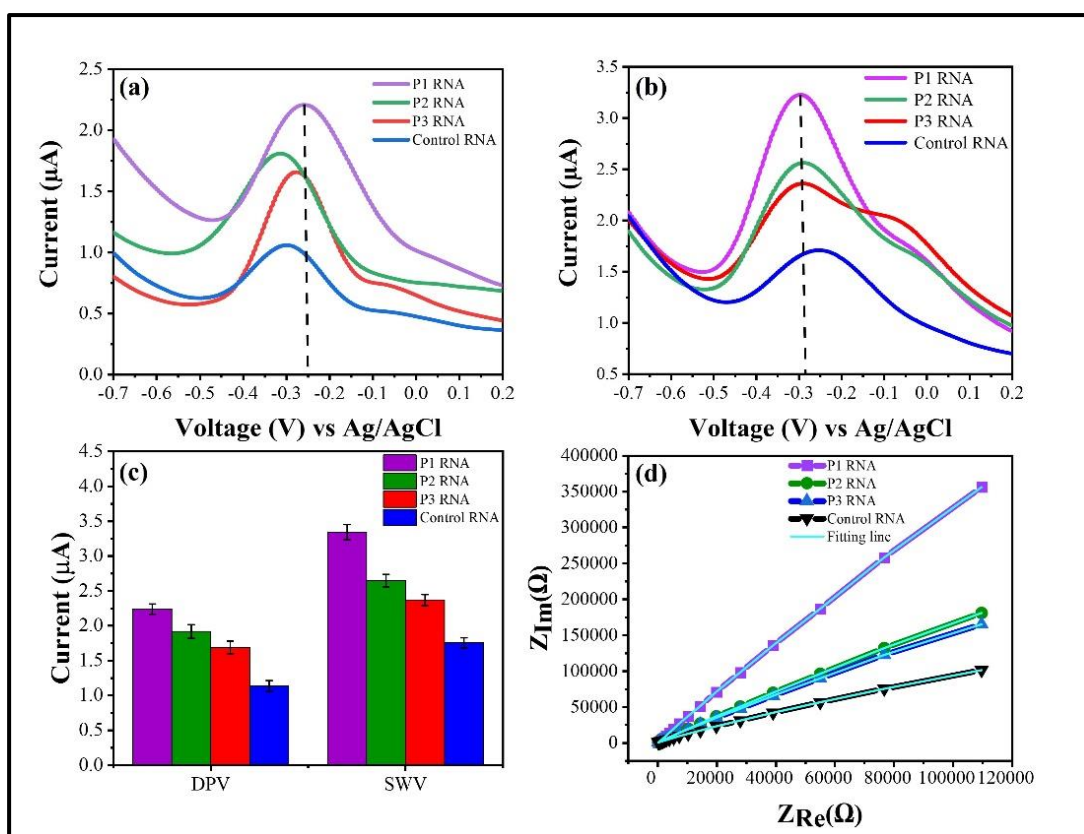 (a)
P1 RNA
P2 RNA
P3 RNA
Control RNA
2.5
2.0
1.5
1.0
0.5
0.0
Current (µA)
-0.7 -0.6 -0.5 -0.4 -0.3 -0.2 -0.1 0.0 0.1 0.2
Voltage (V) vs Ag/AgCl
(b)
P1 RNA
P2 RNA
P3 RNA
Control RNA
3.5
3.0
2.5
2.0
1.5
1.0
0.5
Current (µA)
-0.7 -0.6 -0.5 -0.4 -0.3 -0.2 -0.1 0.0 0.1 0.2
Voltage (V) vs Ag/AgCl
(c)
P1 RNA
P2 RNA
P3 RNA
Control RNA
4.5
4.0
3.5
3.0
2.5
2.0
1.5
1.0
0.5
0.0
Current (µA)
DPV SWV
(d)
P1 RNA
P2 RNA
P3 RNA
Control RNA
Fitting line
400000
350000
300000
250000
200000
150000
100000
50000
0
ZIm(Ω)
0 20000 40000 60000 80000 100000 120000
ZRe(Ω)